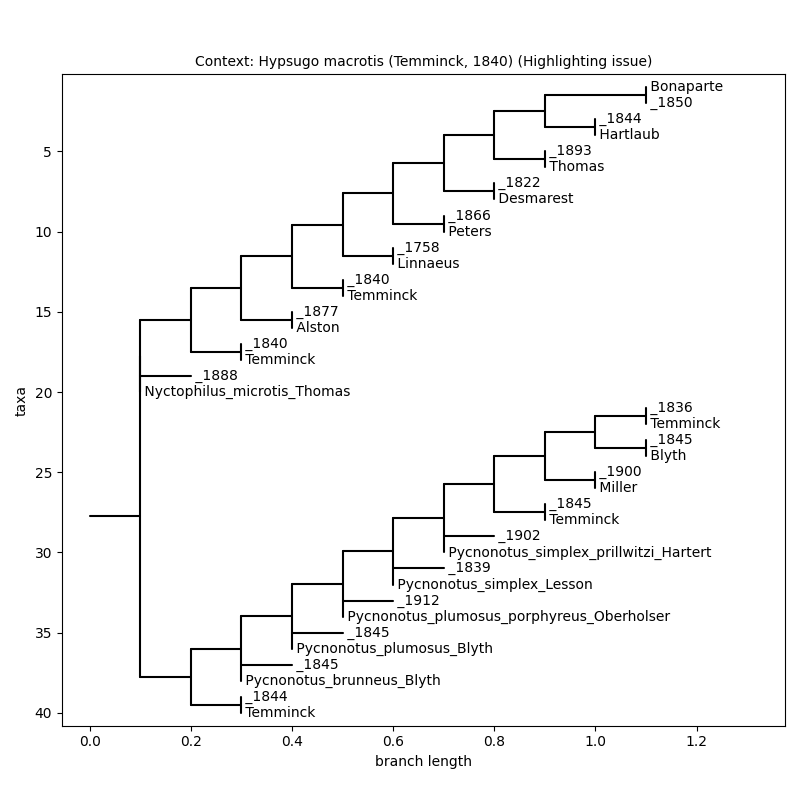 Context: Hypsugo macrotis (Temminck, 1840) (Highlighting issue)
Bonaparte
_1850
_1844
Hartlaub
_1893
Thomas
_1822
Desmarest
_1866
Peters
_1758
Linnaeus
_1840
Temminck
_1877
Alston
_1840
Temminck
_1888
Nyctophilus_microtis_Thomas
_1836
Temminck
_1845
Blyth
_1900
Miller
_1845
Temminck
_1902
Pycnonotus_simplex_prillwitzi_Hartert
_1839
Pycnonotus_simplex_Lesson
_1912
Pycnonotus_plumosus_porphyreus_Oberholser
_1845
Pycnonotus_plumosus_Blyth
_1845
Pycnonotus_brunneus_Blyth
_1844
Temminck
5
10
15
20
25
30
35
40
taxa
0.0 0.2 0.4 0.6 0.8 1.0 1.2
branch length